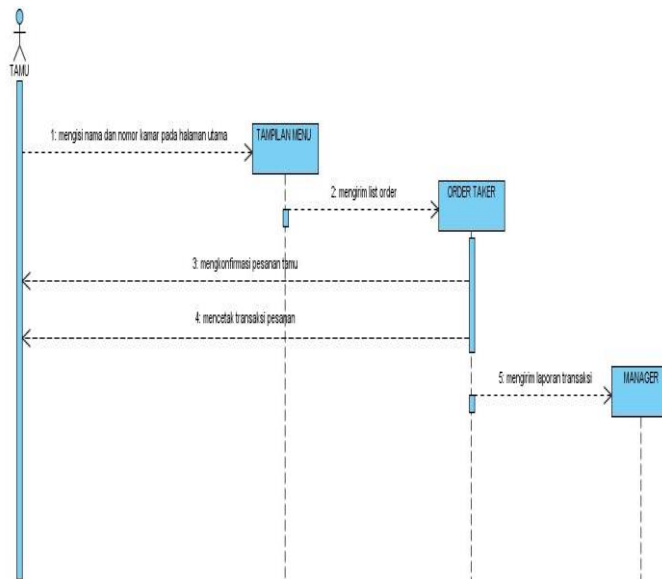 TAMU
1: mengisi nama dan nomor kamar pada halaman utama
TAMPILAN MENU
2: mengirim list order
ORDER TAKER
3: mengkonfirmasi pesanan tamu
4: mencetak transaksi pesanan
5: mengirim laporan transaksi
MANAGER